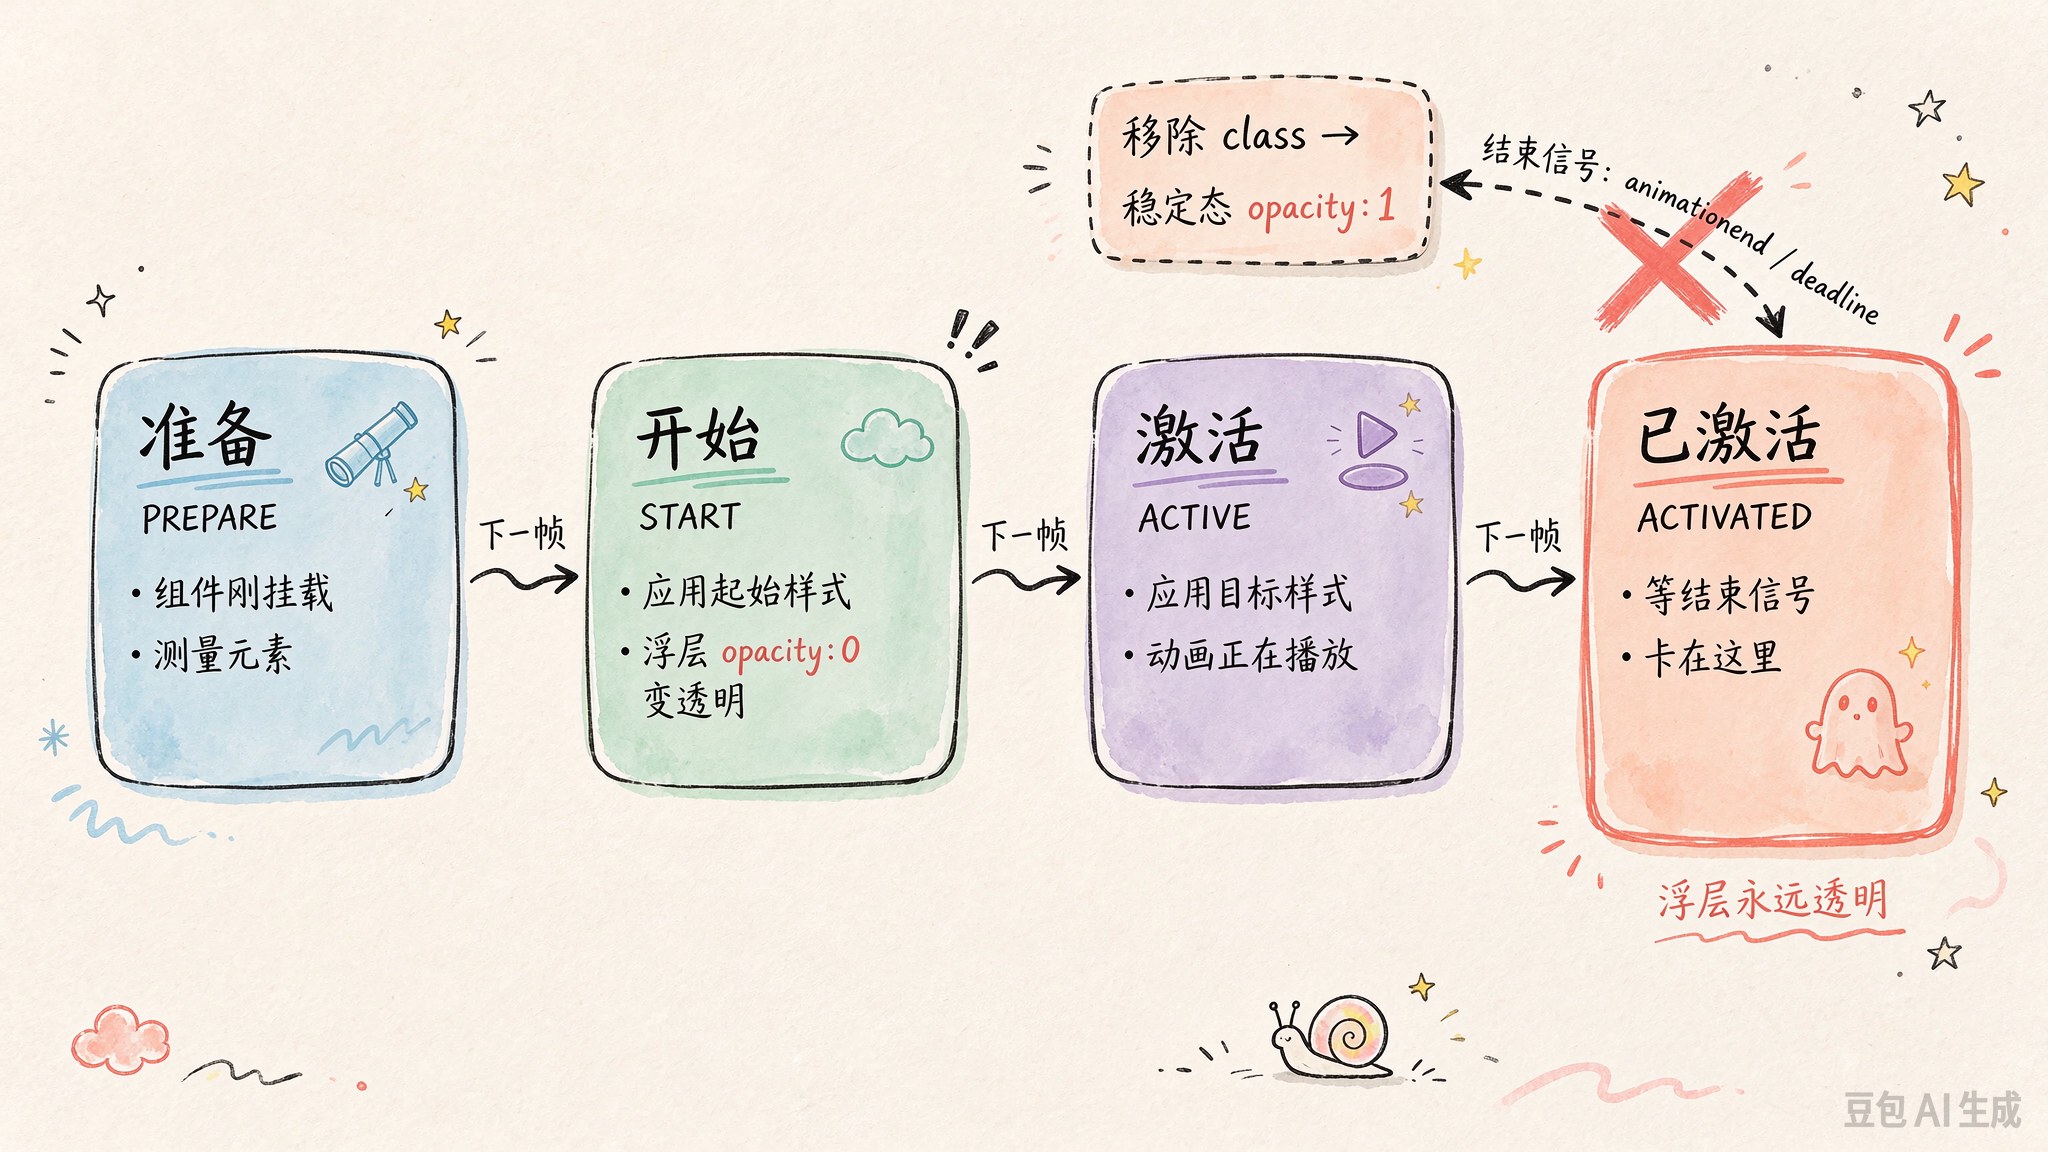 移除 class →
稳定态 opacity:1
结束信号：animationend / deadline
准备
PREPARE
• 组件刚挂载
• 测量元素
下一帧
开始
START
• 应用起始样式
• 浮层 opacity:0
变透明
下一帧
激活
ACTIVE
• 应用目标样式
• 动画正在播放
下一帧
已激活
ACTIVATED
• 等结束信号
• 卡在这里
浮层永远透明
豆包 AI 生成